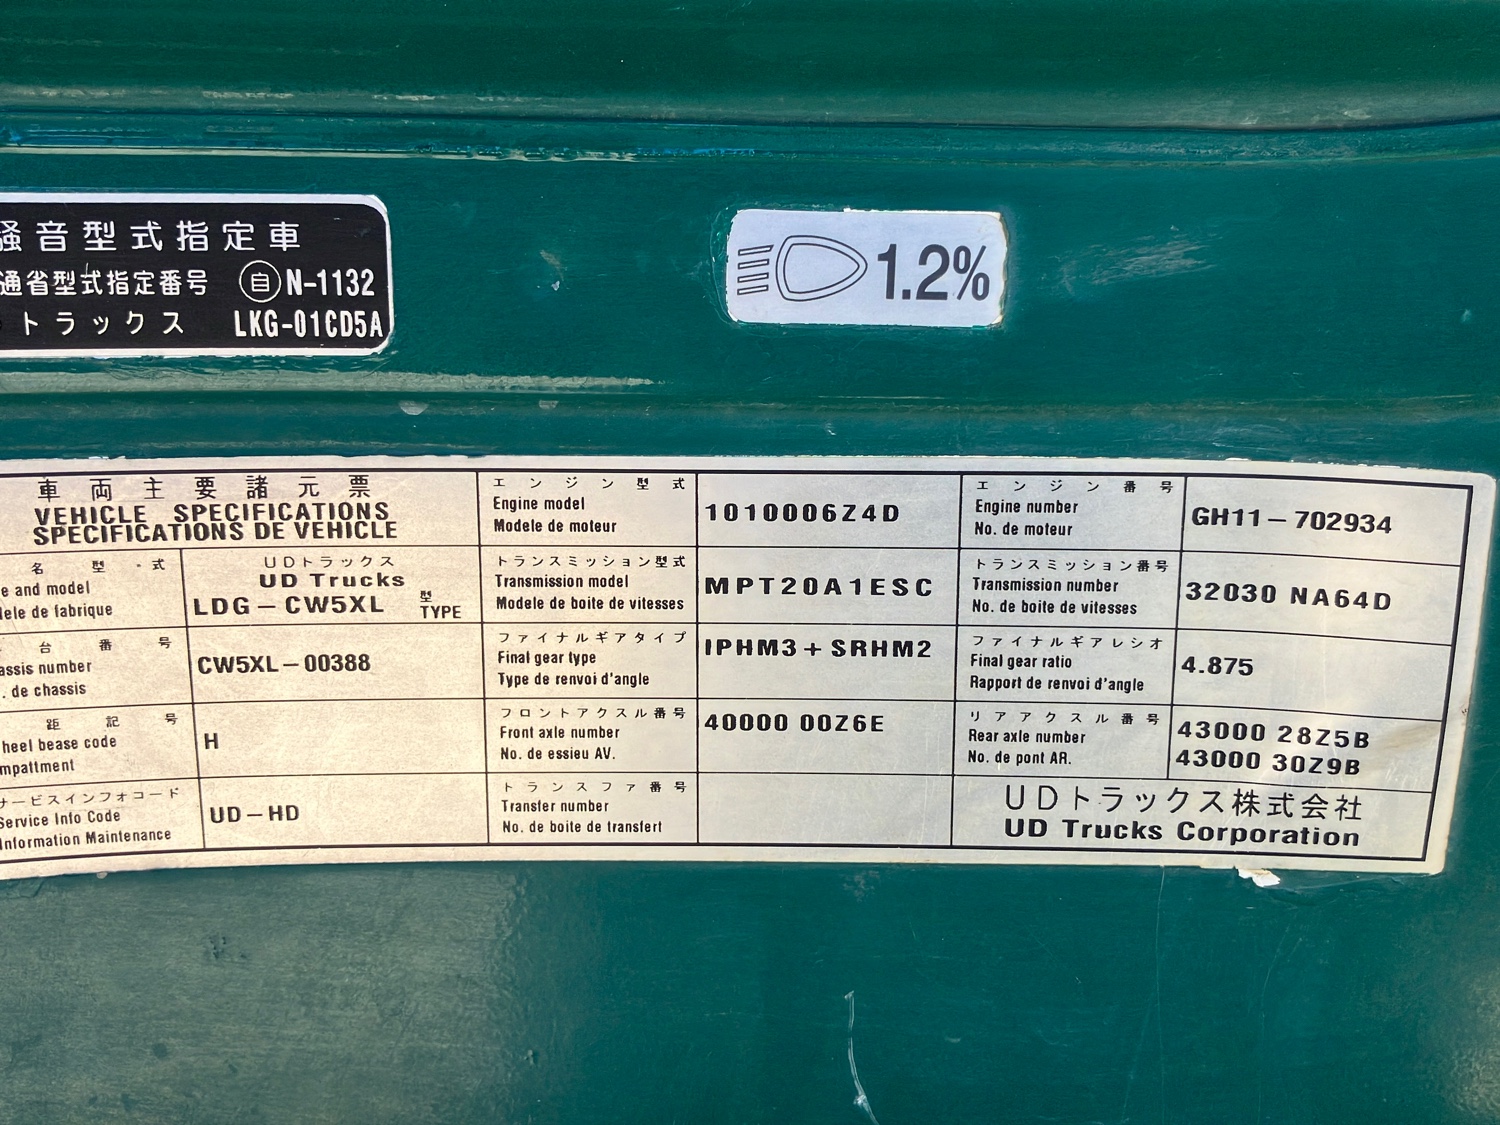 騒音型式指定車
通省型式指定番号 自 N-1132
トラックス LKG-01CD5A
1.2%
車両主要諸元票
VEHICLE SPECIFICATIONS
SPECIFICATIONS DE VEHICLE
名型式
and model
de fabrique
UDトラックス
UD Trucks
LDG-CW5XL 型 TYPE
台番号
number
. de chassis
CW5XL-00388
距記号
bease code
H
サービスインフォコード
Service Info Code
Information Maintenance
UD-HD
エンジン型式
Engine model
Modele de moteur
1010006Z4D
トランスミッション型式
Transmission model
Modele de boite de vitesses
MPT20A1ESC
ファイナルギアタイプ
Final gear type
Type de renvoi d'angle
IPHM3+SRHM2
フロントアクスル番号
Front axle number
No. de essieu AV.
40000 00Z6E
トランスファ番号
Transfer number
No. de boite de transfert
エンジン番号
Engine number
No. de moteur
GH11-702934
トランスミッション番号
Transmission number
No. de boite de vitesses
32030 NA64D
ファイナルギアレシオ
Final gear ratio
Rapport de renvoi d'angle
4.875
リアアクスル番号
Rear axle number
No. de pont AR.
43000 28Z5B
43000 30Z9B
UDトラックス株式会社
UD Trucks Corporation